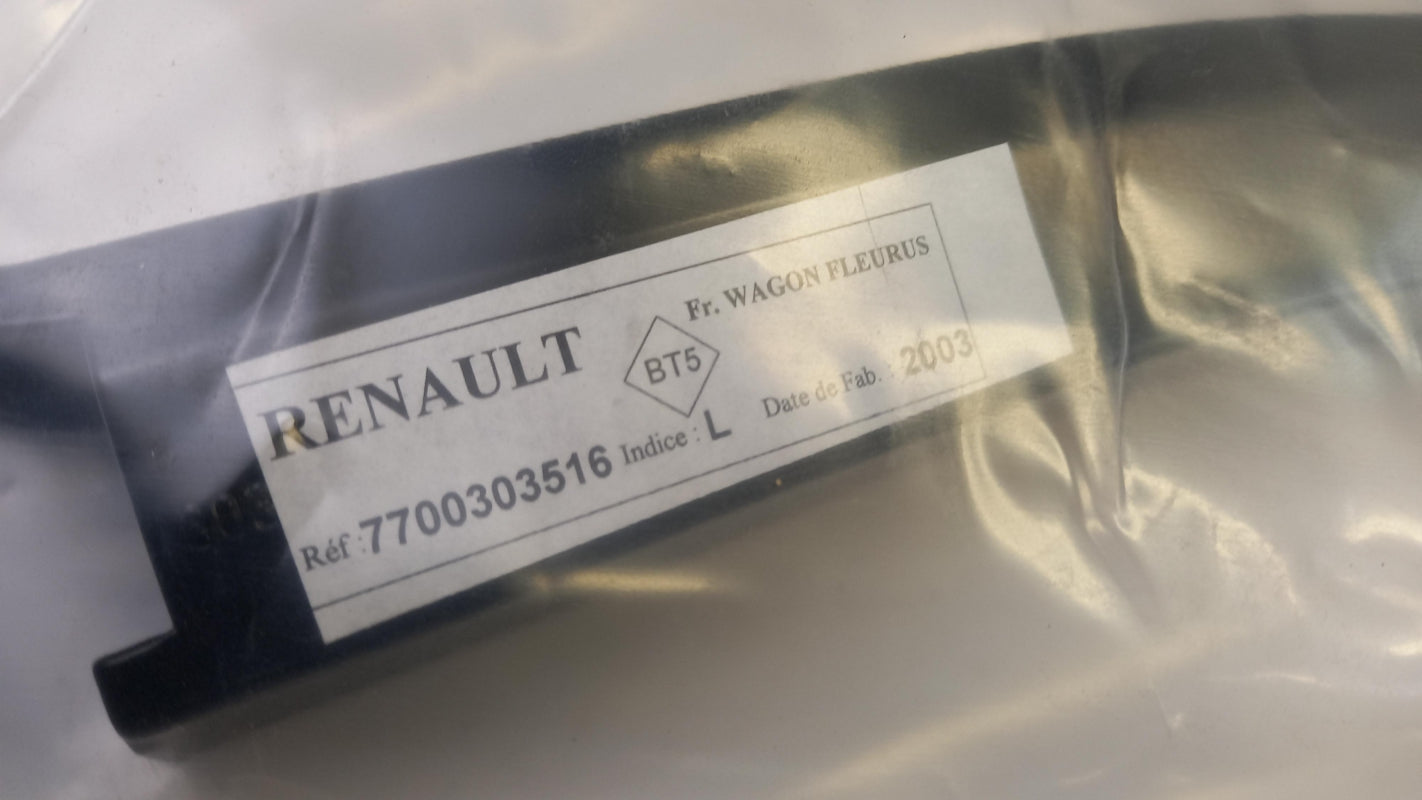 RENAULT
BT5
Fr. WAGON FLEURUS
Réf : 7700303516 Indice : L Date de Fab. : 2003